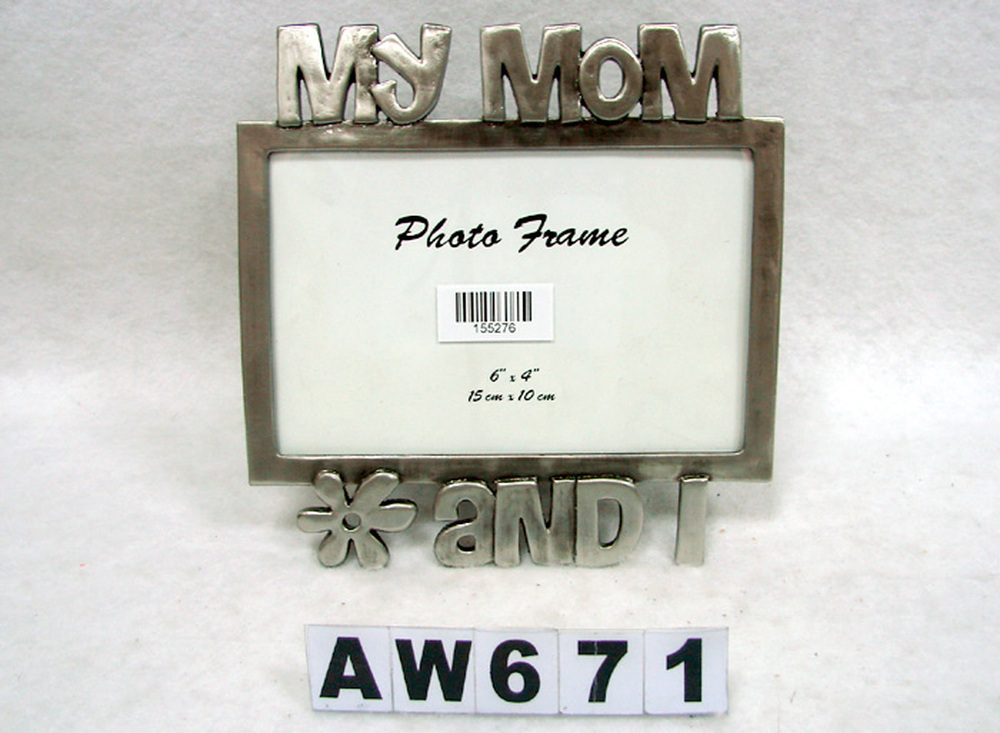 My MoM
Photo Frame
155276
6" x 4"
15 cm x 10 cm
aND I
AW671